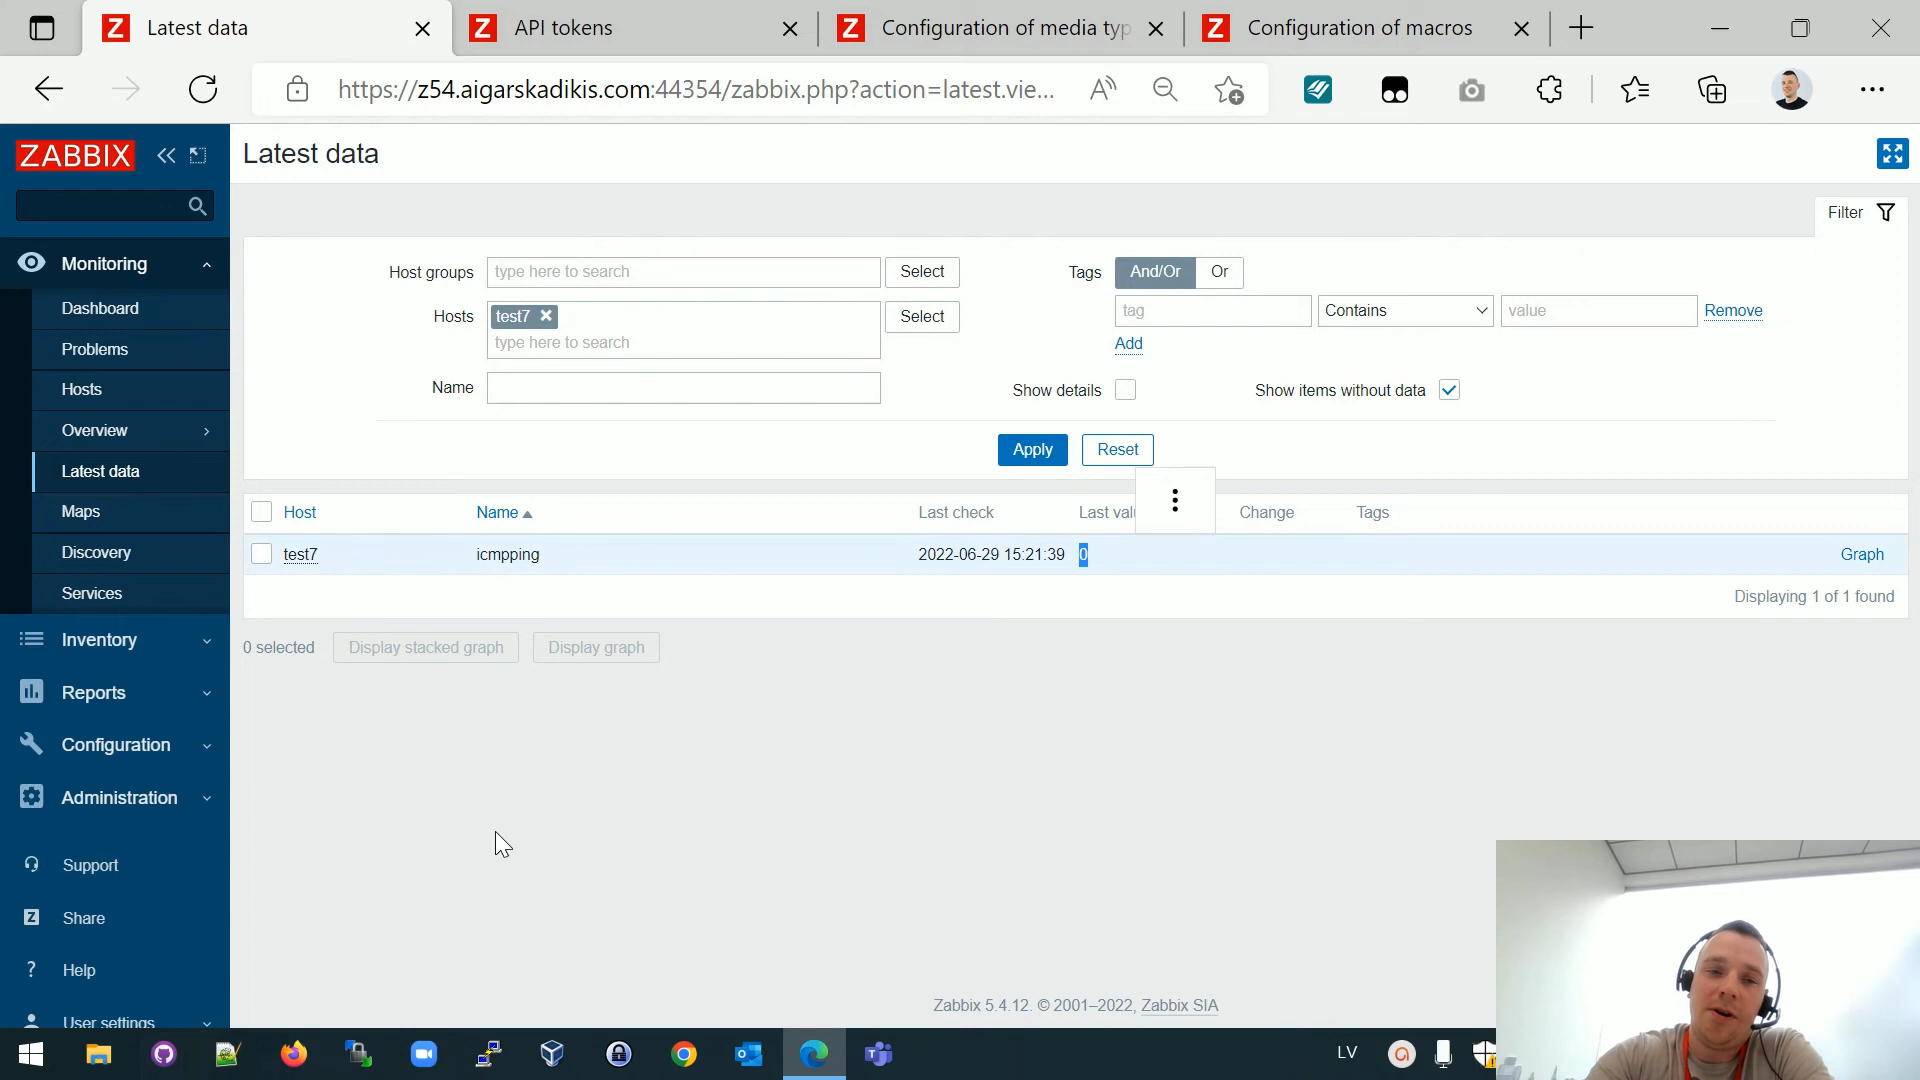 Latest data
API tokens
Configuration of media typ
Configuration of macros
https://z54.aigarskadikis.com:44354/zabbix.php?action=latest.vie...
ZABBIX
Latest data
Filter
Monitoring
Dashboard
Problems
Hosts
Overview
Latest data
Maps
Discovery
Services
Inventory
Reports
Configuration
Administration
Support
Share
Help
User settings
Host groups
type here to search
Select
Tags
And/Or
Or
Hosts
test7
type here to search
Select
tag
Contains
value
Remove
Add
Name
Show details
Show items without data
Apply
Reset
Host
Name
Last check
Last val
Change
Tags
test7
icmpping
2022-06-29 15:21:39
0
Graph
Displaying 1 of 1 found
0 selected
Display stacked graph
Display graph
Zabbix 5.4.12. © 2001–2022, Zabbix SIA
LV